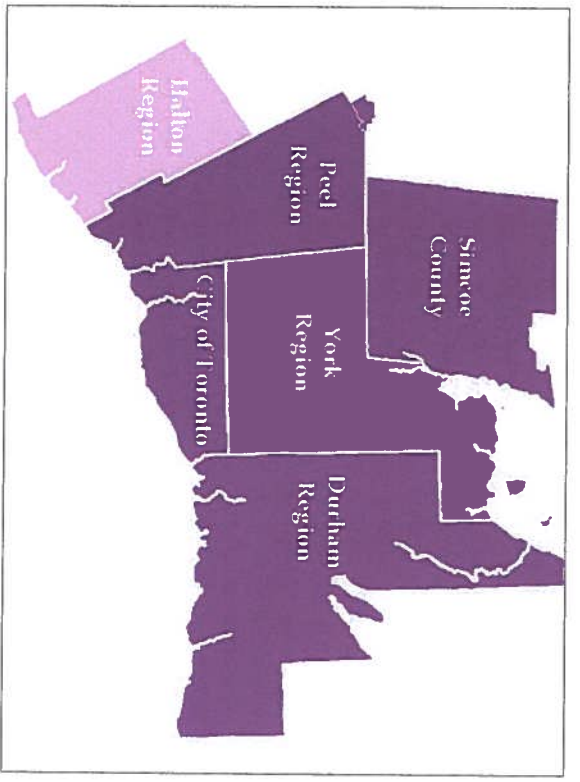 Simcoe
County
Peel
Region
York
Region
Durham
Region
Halton
Region
City of Toronto